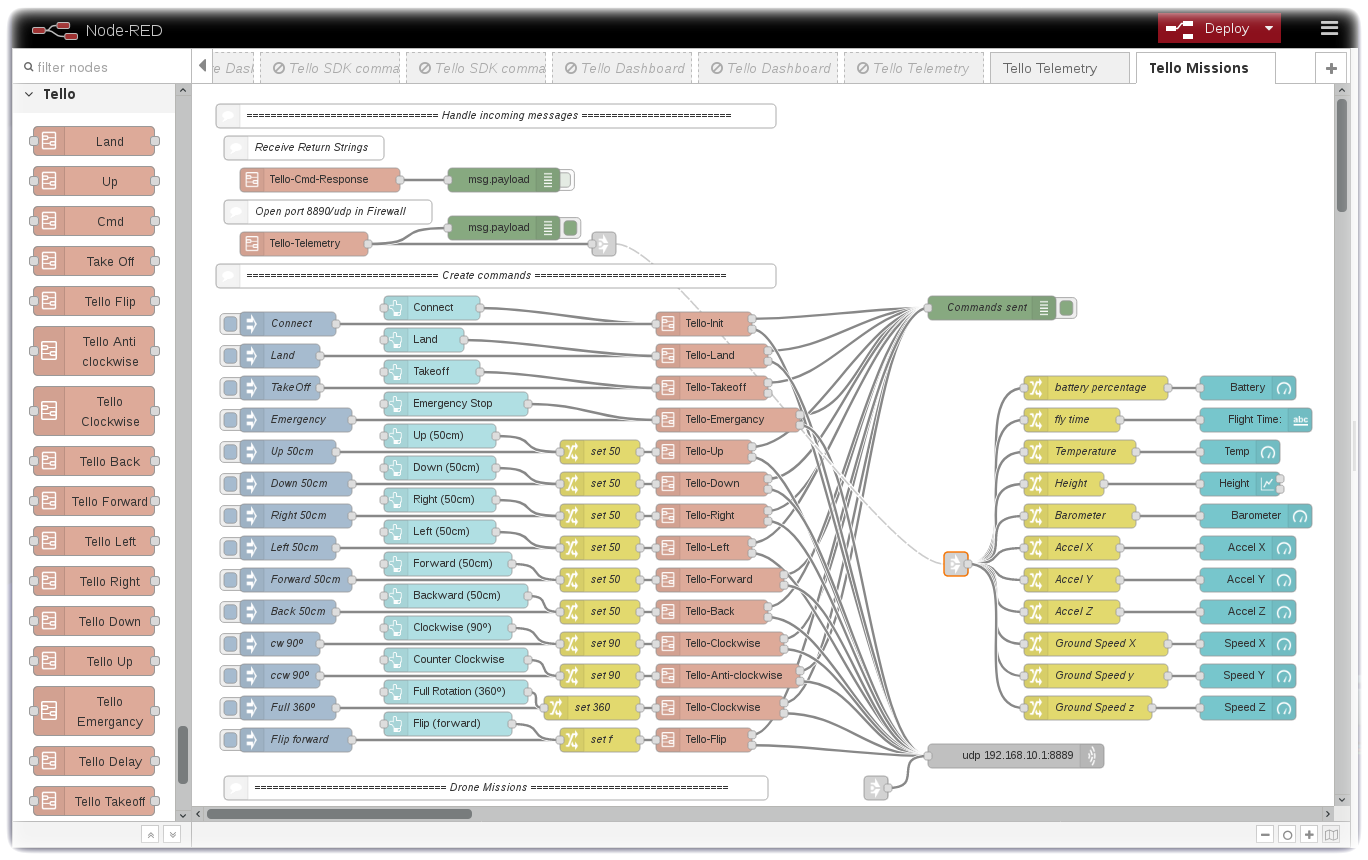 Node-RED
Deploy
filter nodes
e Dasl
Tello SDK comma
Tello SDK comma
Tello Dashboard
Tello Dashboard
Tello Telemetry
Tello Telemetry
Tello Missions
Tello
Land
Up
Cmd
Take Off
Tello Flip
Tello Anti
clockwise
Tello
Clockwise
Tello Back
Tello Forward
Tello Left
Tello Right
Tello Down
Tello Up
Tello
Emergancy
Tello Delay
Tello Takeoff
================================ Handle incoming messages =========================
Receive Return Strings
Tello-Cmd-Response
msg.payload
Open port 8890/udp in Firewall
msg.payload
Tello-Telemetry
================================ Create commands ================================
Connect
Connect
Tello-Init
Commands sent
Land
Land
Tello-Land
Takeoff
TakeOff
Tello-Takeoff
Emergency Stop
Emergency
Tello-Emergancy
Up (50cm)
Up 50cm
set 50
Tello-Up
Down (50cm)
Down 50cm
set 50
Tello-Down
Right (50cm)
Right 50cm
set 50
Tello-Right
Left (50cm)
Left 50cm
set 50
Tello-Left
Forward (50cm)
Forward 50cm
set 50
Tello-Forward
Backward (50cm)
Back 50cm
set 50
Tello-Back
Clockwise (90º)
cw 90º
set 90
Tello-Clockwise
Counter Clockwise
ccw 90º
set 90
Tello-Anti-clockwise
Full Rotation (360º)
Full 360º
set 360
Tello-Clockwise
Flip (forward)
Flip forward
set f
Tello-Flip
battery percentage
Battery
fly time
Flight Time:
abc
Temperature
Temp
Height
Height
Barometer
Barometer
Accel X
Accel X
Accel Y
Accel Y
Accel Z
Accel Z
Ground Speed X
Speed X
Ground Speed y
Speed Y
Ground Speed z
Speed Z
udp 192.168.10.1:8889
================================ Drone Missions =================================